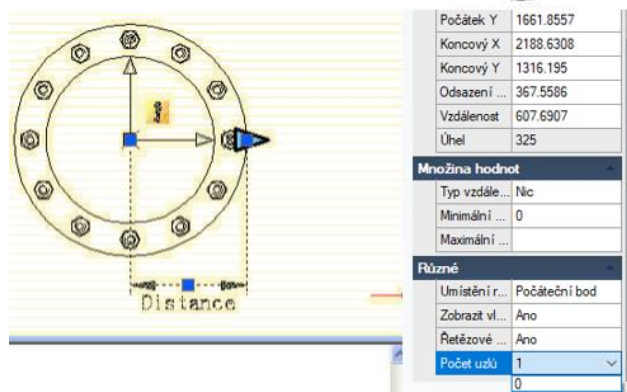 Distance
Počátek Y 1661.8557
Koncový X 2188.6308
Koncový Y 1316.195
Odsazení ... 367.5586
Vzdálenost 607.6907
Úhel 325
Množina hodnot
Typ vzdále... Nic
Minimální ... 0
Maximální ...
Různé
Umístění r... Počáteční bod
Zobrazit vl... Ano
Řetězové ... Ano
Počet uzlů 1
0